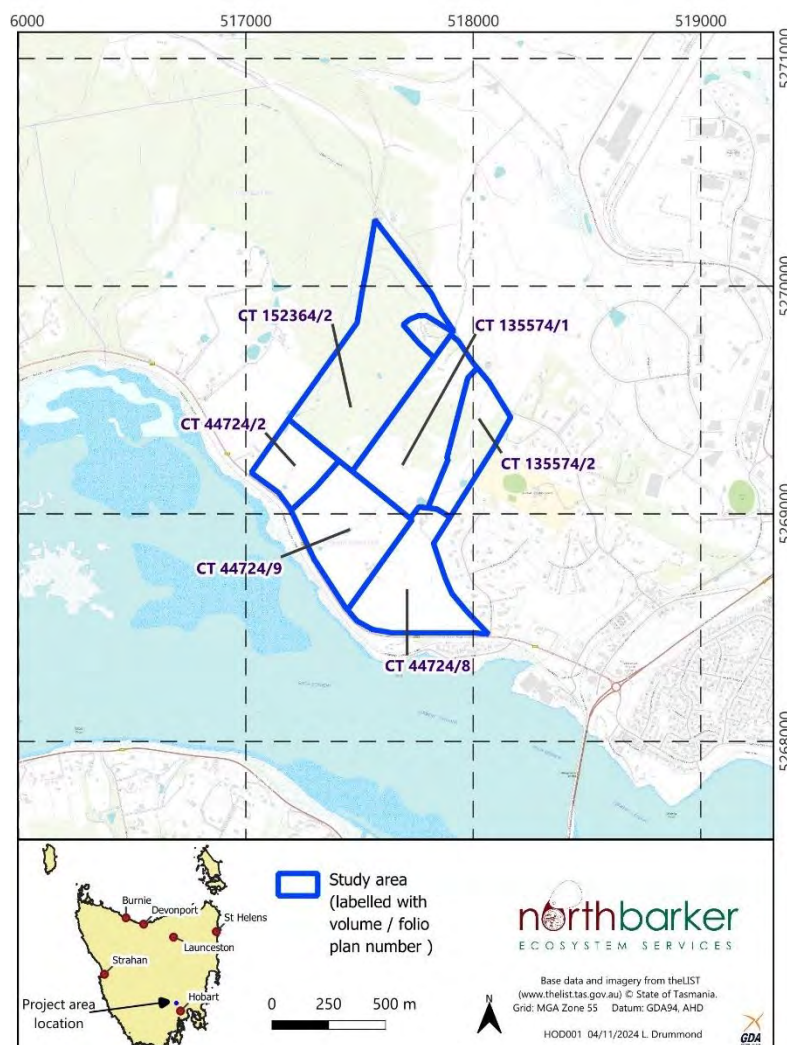 6000
517000
518000
519000
5271000
5270000
5269000
5268000
CT 152364/2
CT 135574/1
CT 44724/2
CT 135574/2
CT 44724/9
CT 44724/8
Burnie
Devonport
St Helens
Launceston
Strahan
Hobart
Project area
location
Study area
(labelled with
volume / folio
plan number )
0 250 500 m
N
northbarker
ECOSYSTEM SERVICES
Base data and imagery from theLIST
(www.thelist.tas.gov.au) © State of Tasmania.
Grid: MGA Zone 55 Datum: GDA94, AHD
HOD001 04/11/2024 L. Drummond
GDA